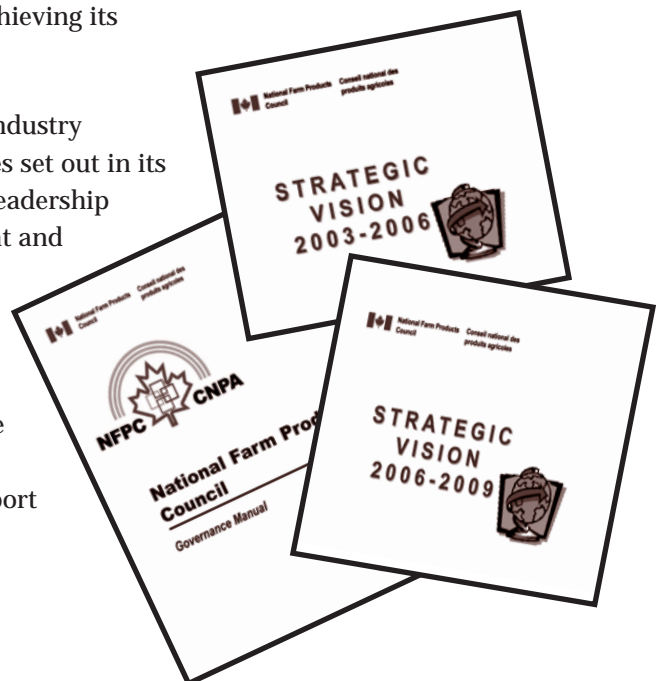 hieving its
ndustry
es set out in its
eadership
nt and
e
port
National Farm Products Conseil national des
Council produits agricoles
STRATEGIC
VISION
2003-2006
National Farm Products Conseil national des
Council produits agricoles
NFPC CNPA
National Farm Prod
Council
Governance Manual
National Farm Products Conseil national des
Council produits agricoles
STRATEGIC
VISION
2006-2009